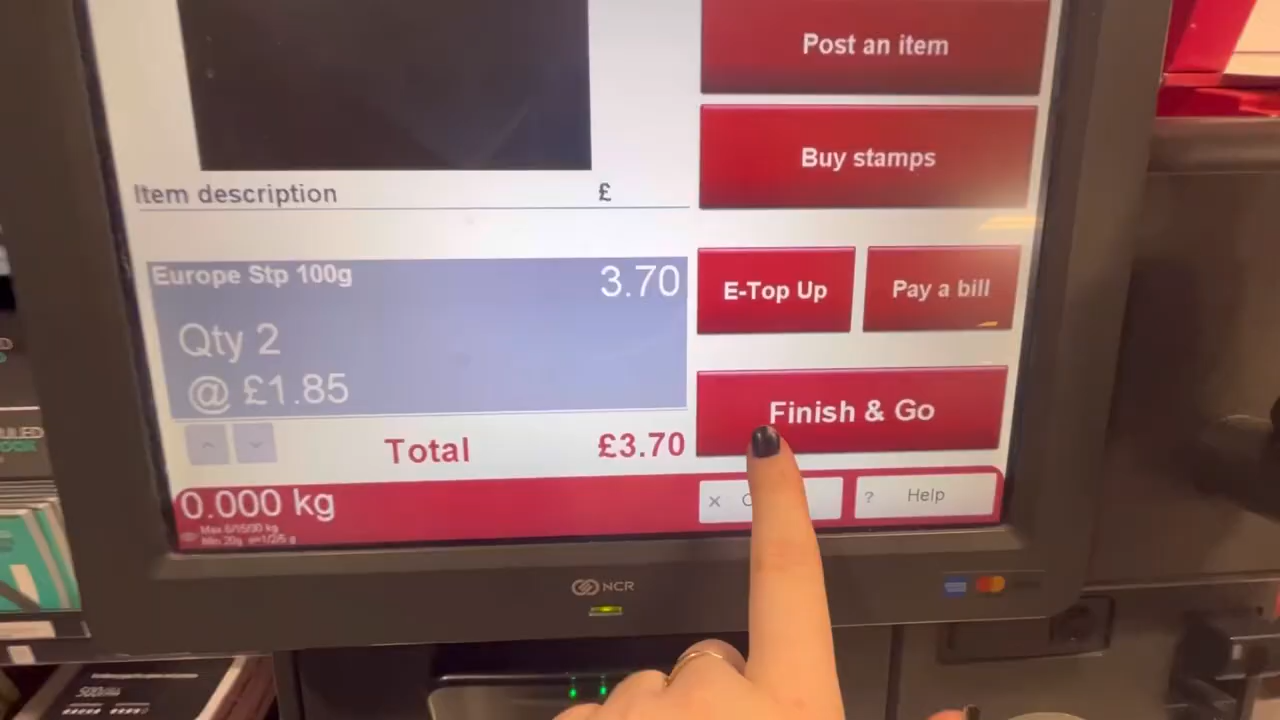 Post an item
Buy stamps
Item description £
Europe Stp 100g 3.70
Qty 2
@ £1.85
E-Top Up
Pay a bill
Finish & Go
Total £3.70
0.000 kg
Max 6/15/30 kg
Min 20g e=1/2/5 g
? Help
NCR
500